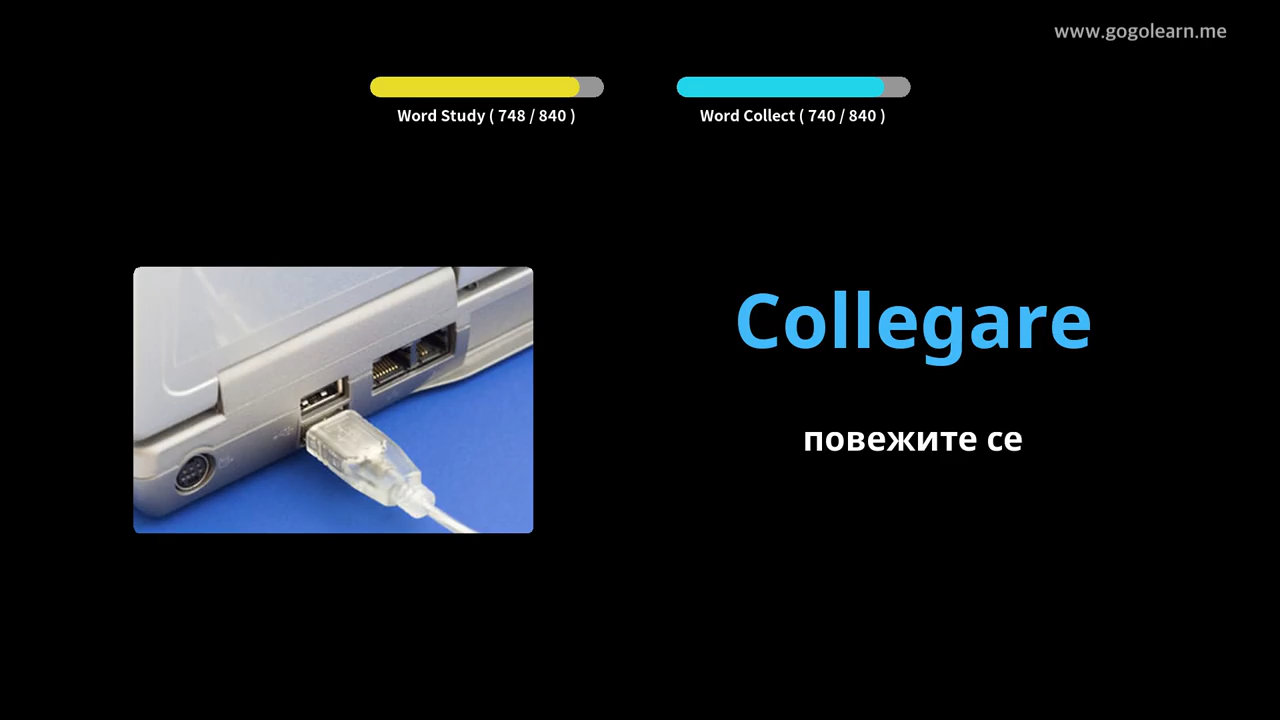 www.gogolearn.me
Word Study ( 748 / 840 )
Word Collect ( 740 / 840 )
Collegare
повежите се